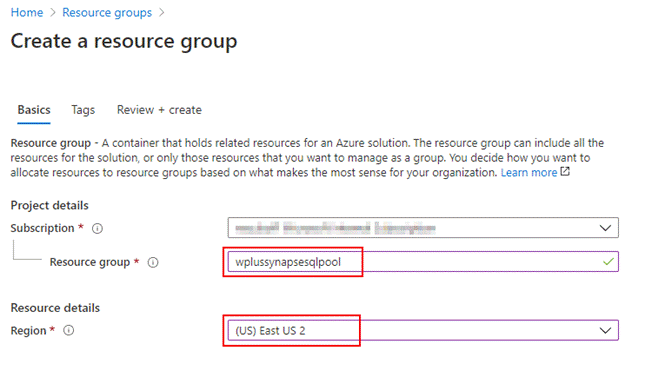 Home > Resource groups >
Create a resource group
Basics Tags Review + create
Resource group - A container that holds related resources for an Azure solution. The resource group can include all the
resources for the solution, or only those resources that you want to manage as a group. You decide how you want to
allocate resources to resource groups based on what makes the most sense for your organization. Learn more
Project details
Subscription *
Resource group * wplussynapsesqlpool
Resource details
Region * (US) East US 2